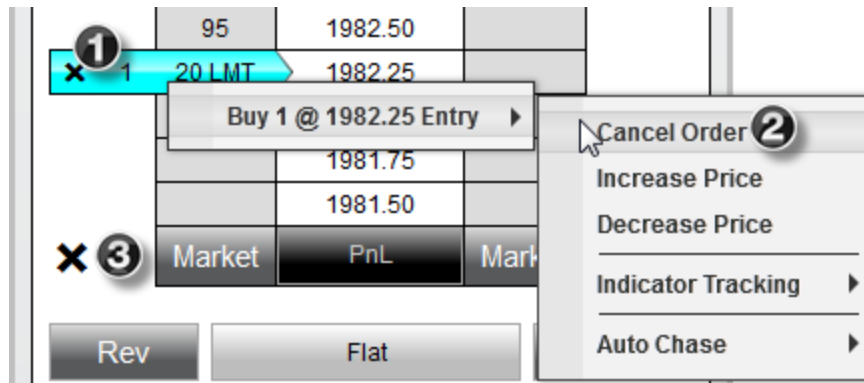 95 1982.50
1
1 20 LMT 1982.25
Buy 1 @ 1982.25 Entry
Cancel Order 2
1981.75
Increase Price
1981.50
Decrease Price
3 Market PnL
Indicator Tracking
Rev Flat
Auto Chase